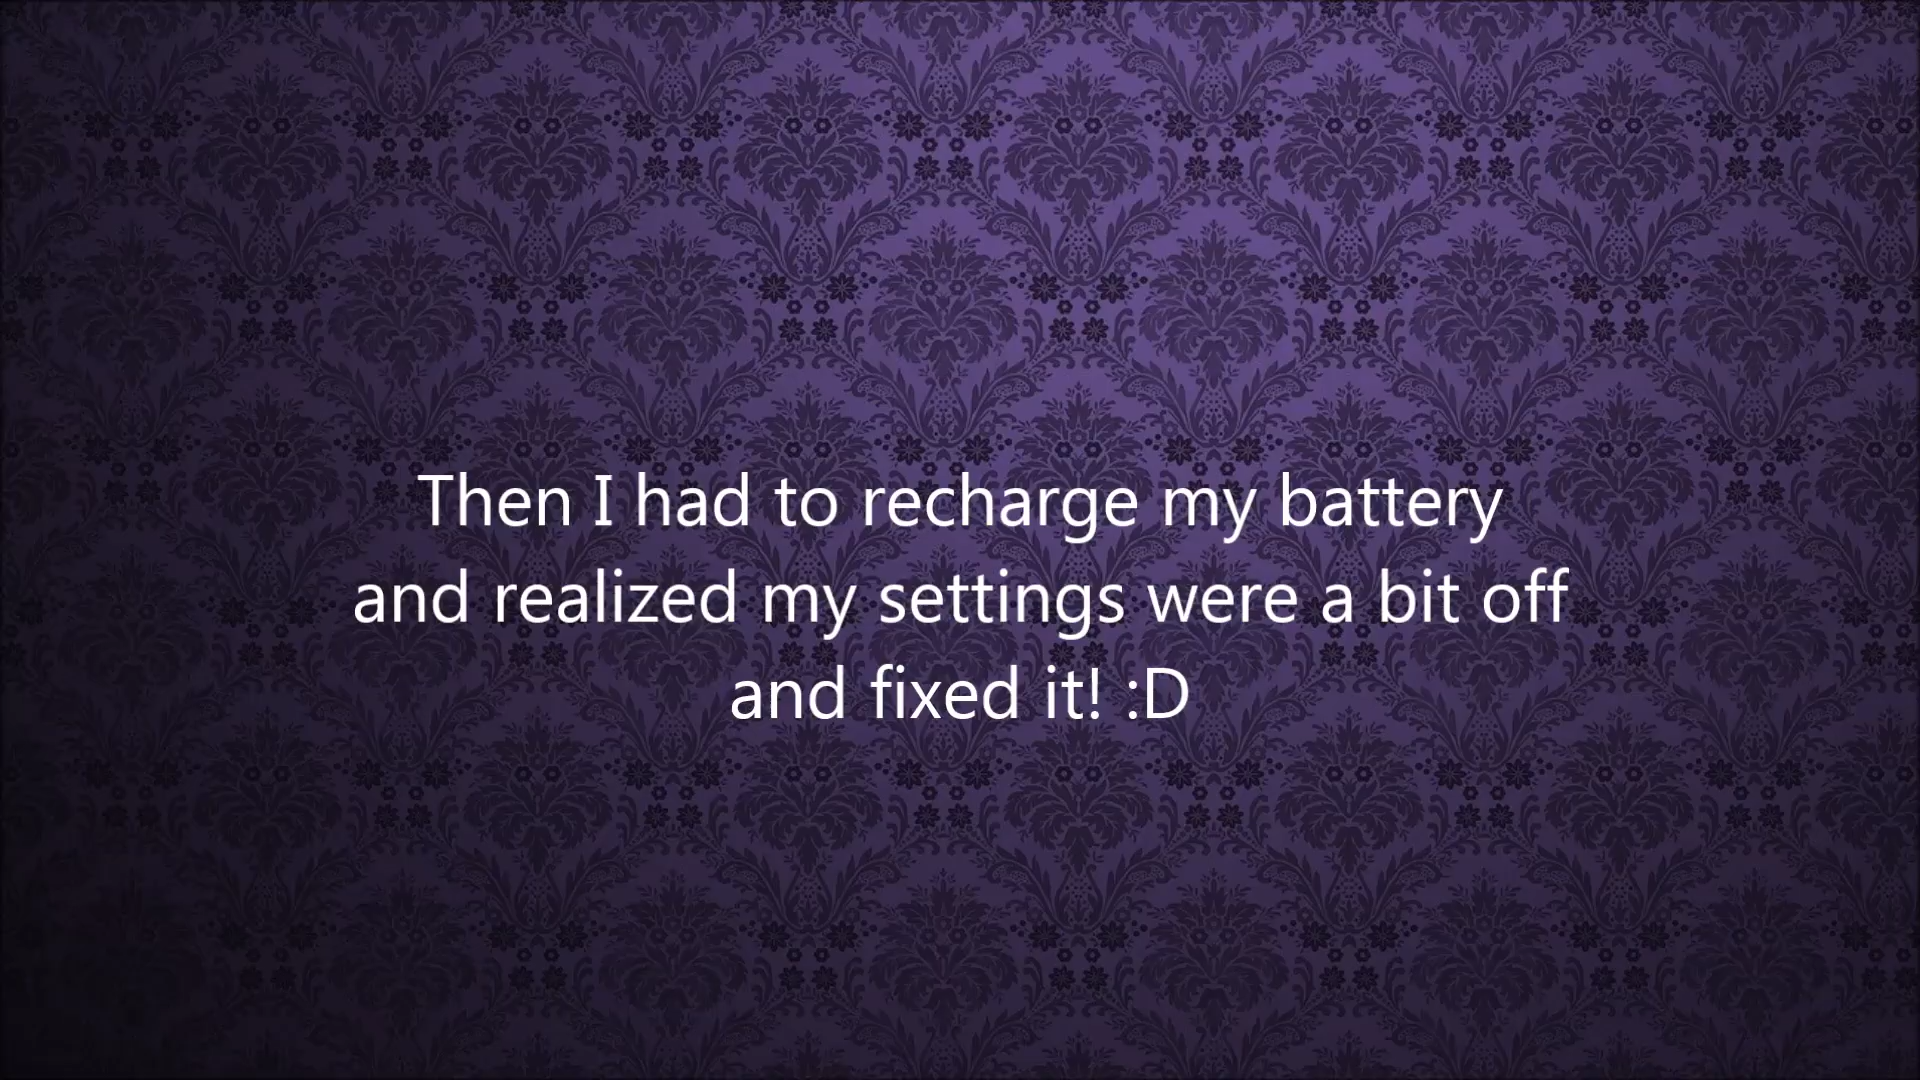 Then I had to recharge my battery
and realized my settings were a bit off
and fixed it! :D